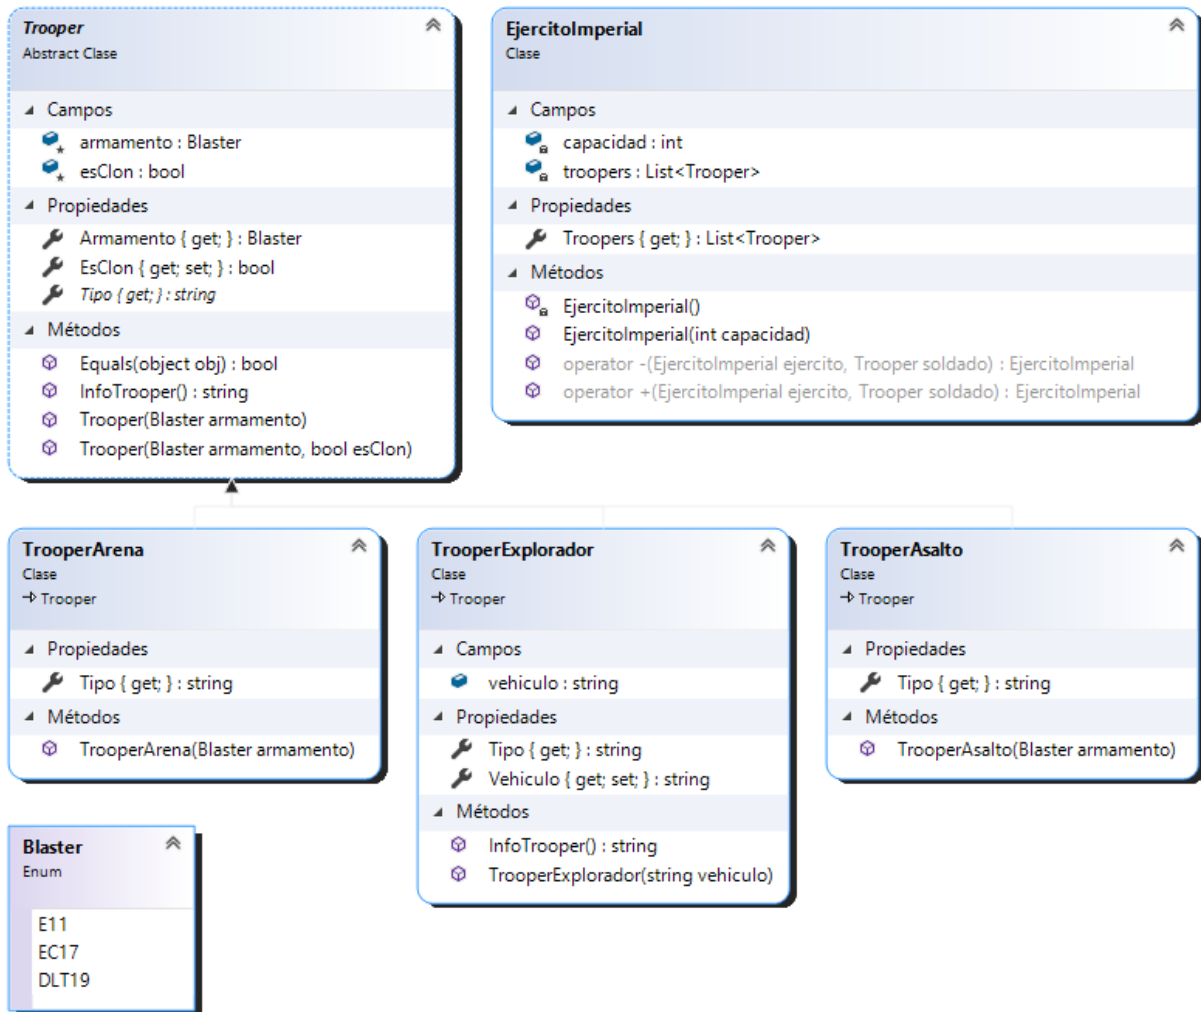 Trooper
Abstract Clase
Campos
armamento : Blaster
esClon : bool
Propiedades
Armamento { get; } : Blaster
EsClon { get; set; } : bool
Tipo { get; } : string
Métodos
Equals(object obj) : bool
InfoTrooper() : string
Trooper(Blaster armamento)
Trooper(Blaster armamento, bool esClon)
EjercitoImperial
Clase
Campos
capacidad : int
troopers : List<Trooper>
Propiedades
Troopers { get; } : List<Trooper>
Métodos
EjercitoImperial()
EjercitoImperial(int capacidad)
operator -(EjercitoImperial ejercito, Trooper soldado) : EjercitoImperial
operator +(EjercitoImperial ejercito, Trooper soldado) : EjercitoImperial
TrooperArena
Clase
Trooper
Propiedades
Tipo { get; } : string
Métodos
TrooperArena(Blaster armamento)
TrooperExplorador
Clase
Trooper
Campos
vehiculo : string
Propiedades
Tipo { get; } : string
Vehiculo { get; set; } : string
Métodos
InfoTrooper() : string
TrooperExplorador(string vehiculo)
TrooperAsalto
Clase
Trooper
Propiedades
Tipo { get; } : string
Métodos
TrooperAsalto(Blaster armamento)
Blaster
Enum
E11
EC17
DLT19